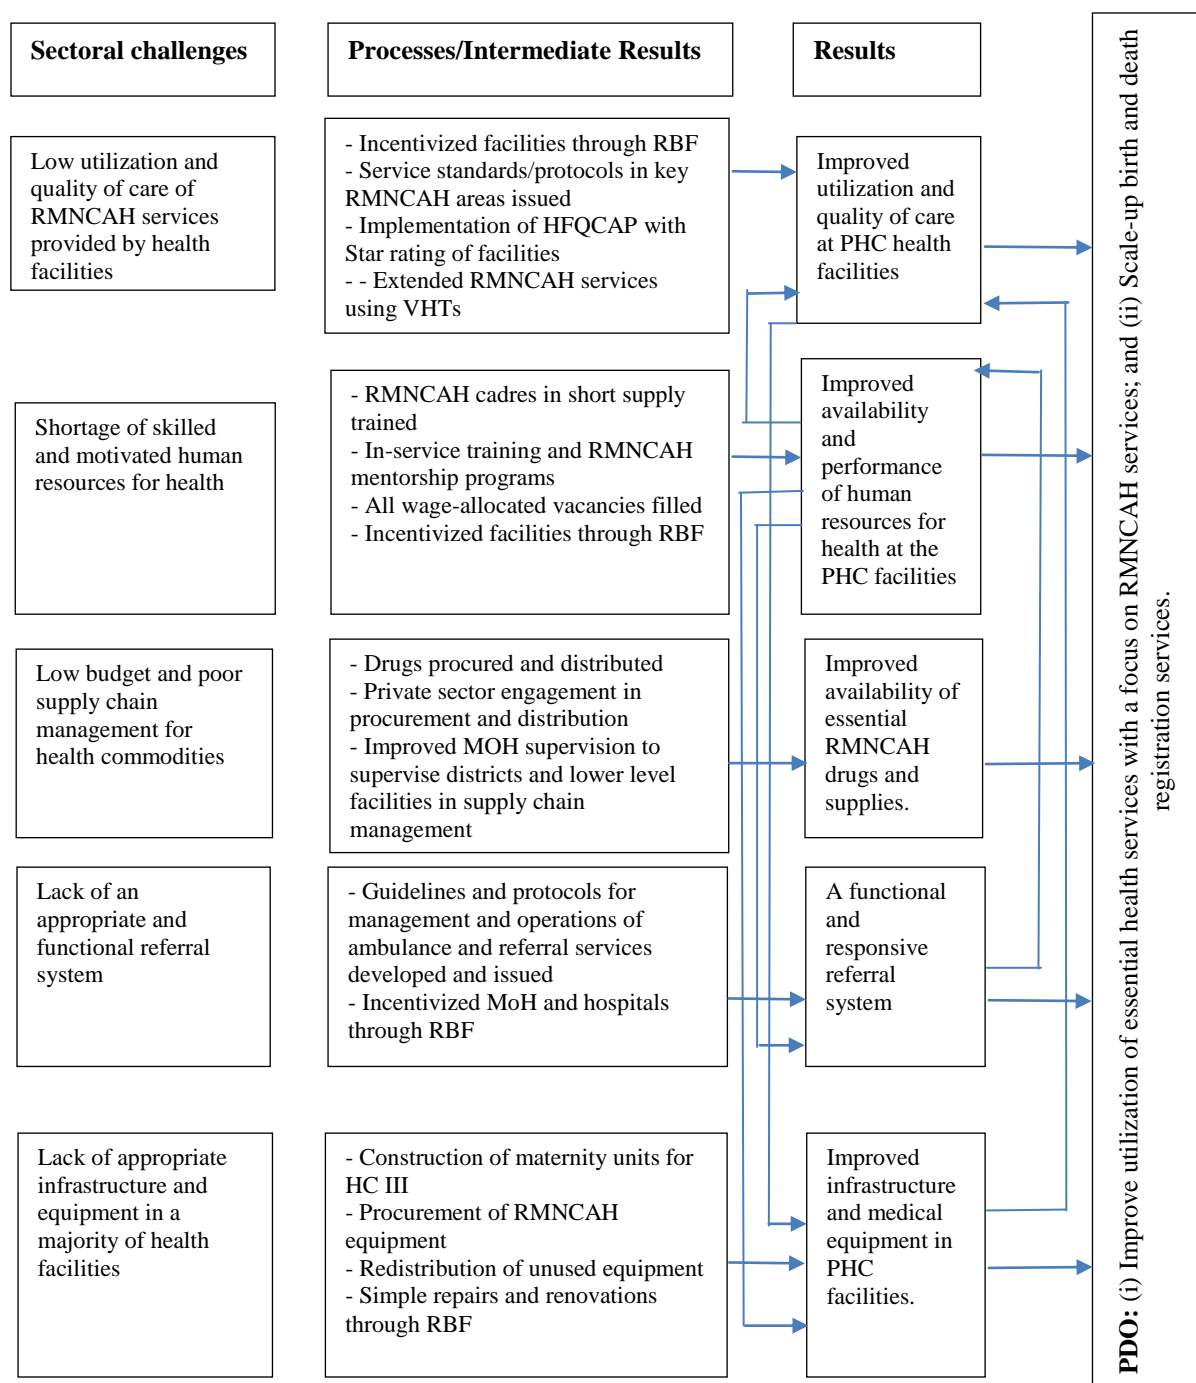 Sectoral challenges
Processes/Intermediate Results
Results
Low utilization and
quality of care of
RMNCAH services
provided by health
facilities
- Incentivized facilities through RBF
- Service standards/protocols in key
RMNCAH areas issued
- Implementation of HFQCAP with
Star rating of facilities
- - Extended RMNCAH services
using VHTs
Improved
utilization and
quality of care at
at PHC health
facilities
Shortage of skilled
and motivated human
resources for health
- RMNCAH cadres in short supply
trained
- In-service training and RMNCAH
mentorship programs
- All wage-allocated vacancies filled
- Incentivized facilities through RBF
Improved
availability
and
performance
of human
resources for
health at the
PHC facilities
Low budget and poor
supply chain
management for
health commodities
- Drugs procured and distributed
- Private sector engagement in
procurement and distribution
- Improved MOH supervision to
supervise districts and lower level
facilities in supply chain
management
Improved
availability of
essential
RMNCAH
drugs and
supplies.
Lack of an
appropriate and
functional referral
system
- Guidelines and protocols for
management and operations of
ambulance and referral services
developed and issued
- Incentivized MoH and hospitals
through RBF
A functional
and
responsive
referral
system
Lack of appropriate
infrastructure and
equipment in a
majority of health
facilities
- Construction of maternity units for
HC III
- Procurement of RMNCAH
equipment
- Redistribution of unused equipment
- Simple repairs and renovations
through RBF
Improved
infrastructure
and medical
equipment in
PHC
facilities.
PDO: (i) Improve utilization of essential health services with a focus on RMNCAH services; and (ii) Scale-up birth and death
registration services.